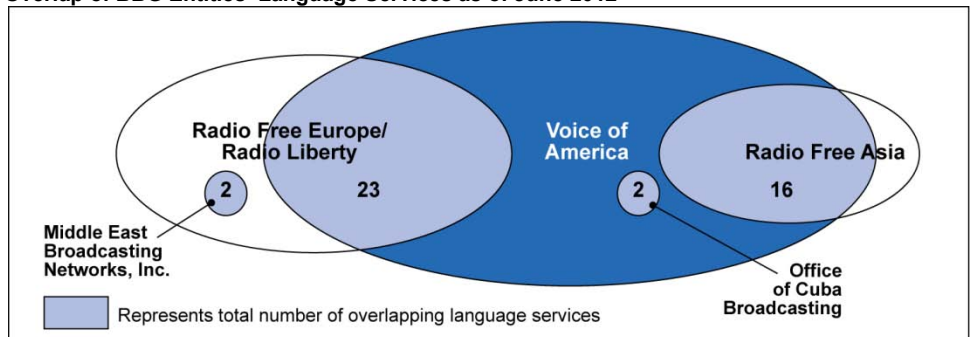 Overlap of BBG Entities' Language Services as of June 2012
Radio Free Europe/
Radio Liberty
2
23
Voice of
America
2
Radio Free Asia
16
Middle East
Broadcasting
Networks, Inc.
Office
of Cuba
Broadcasting
Represents total number of overlapping language services